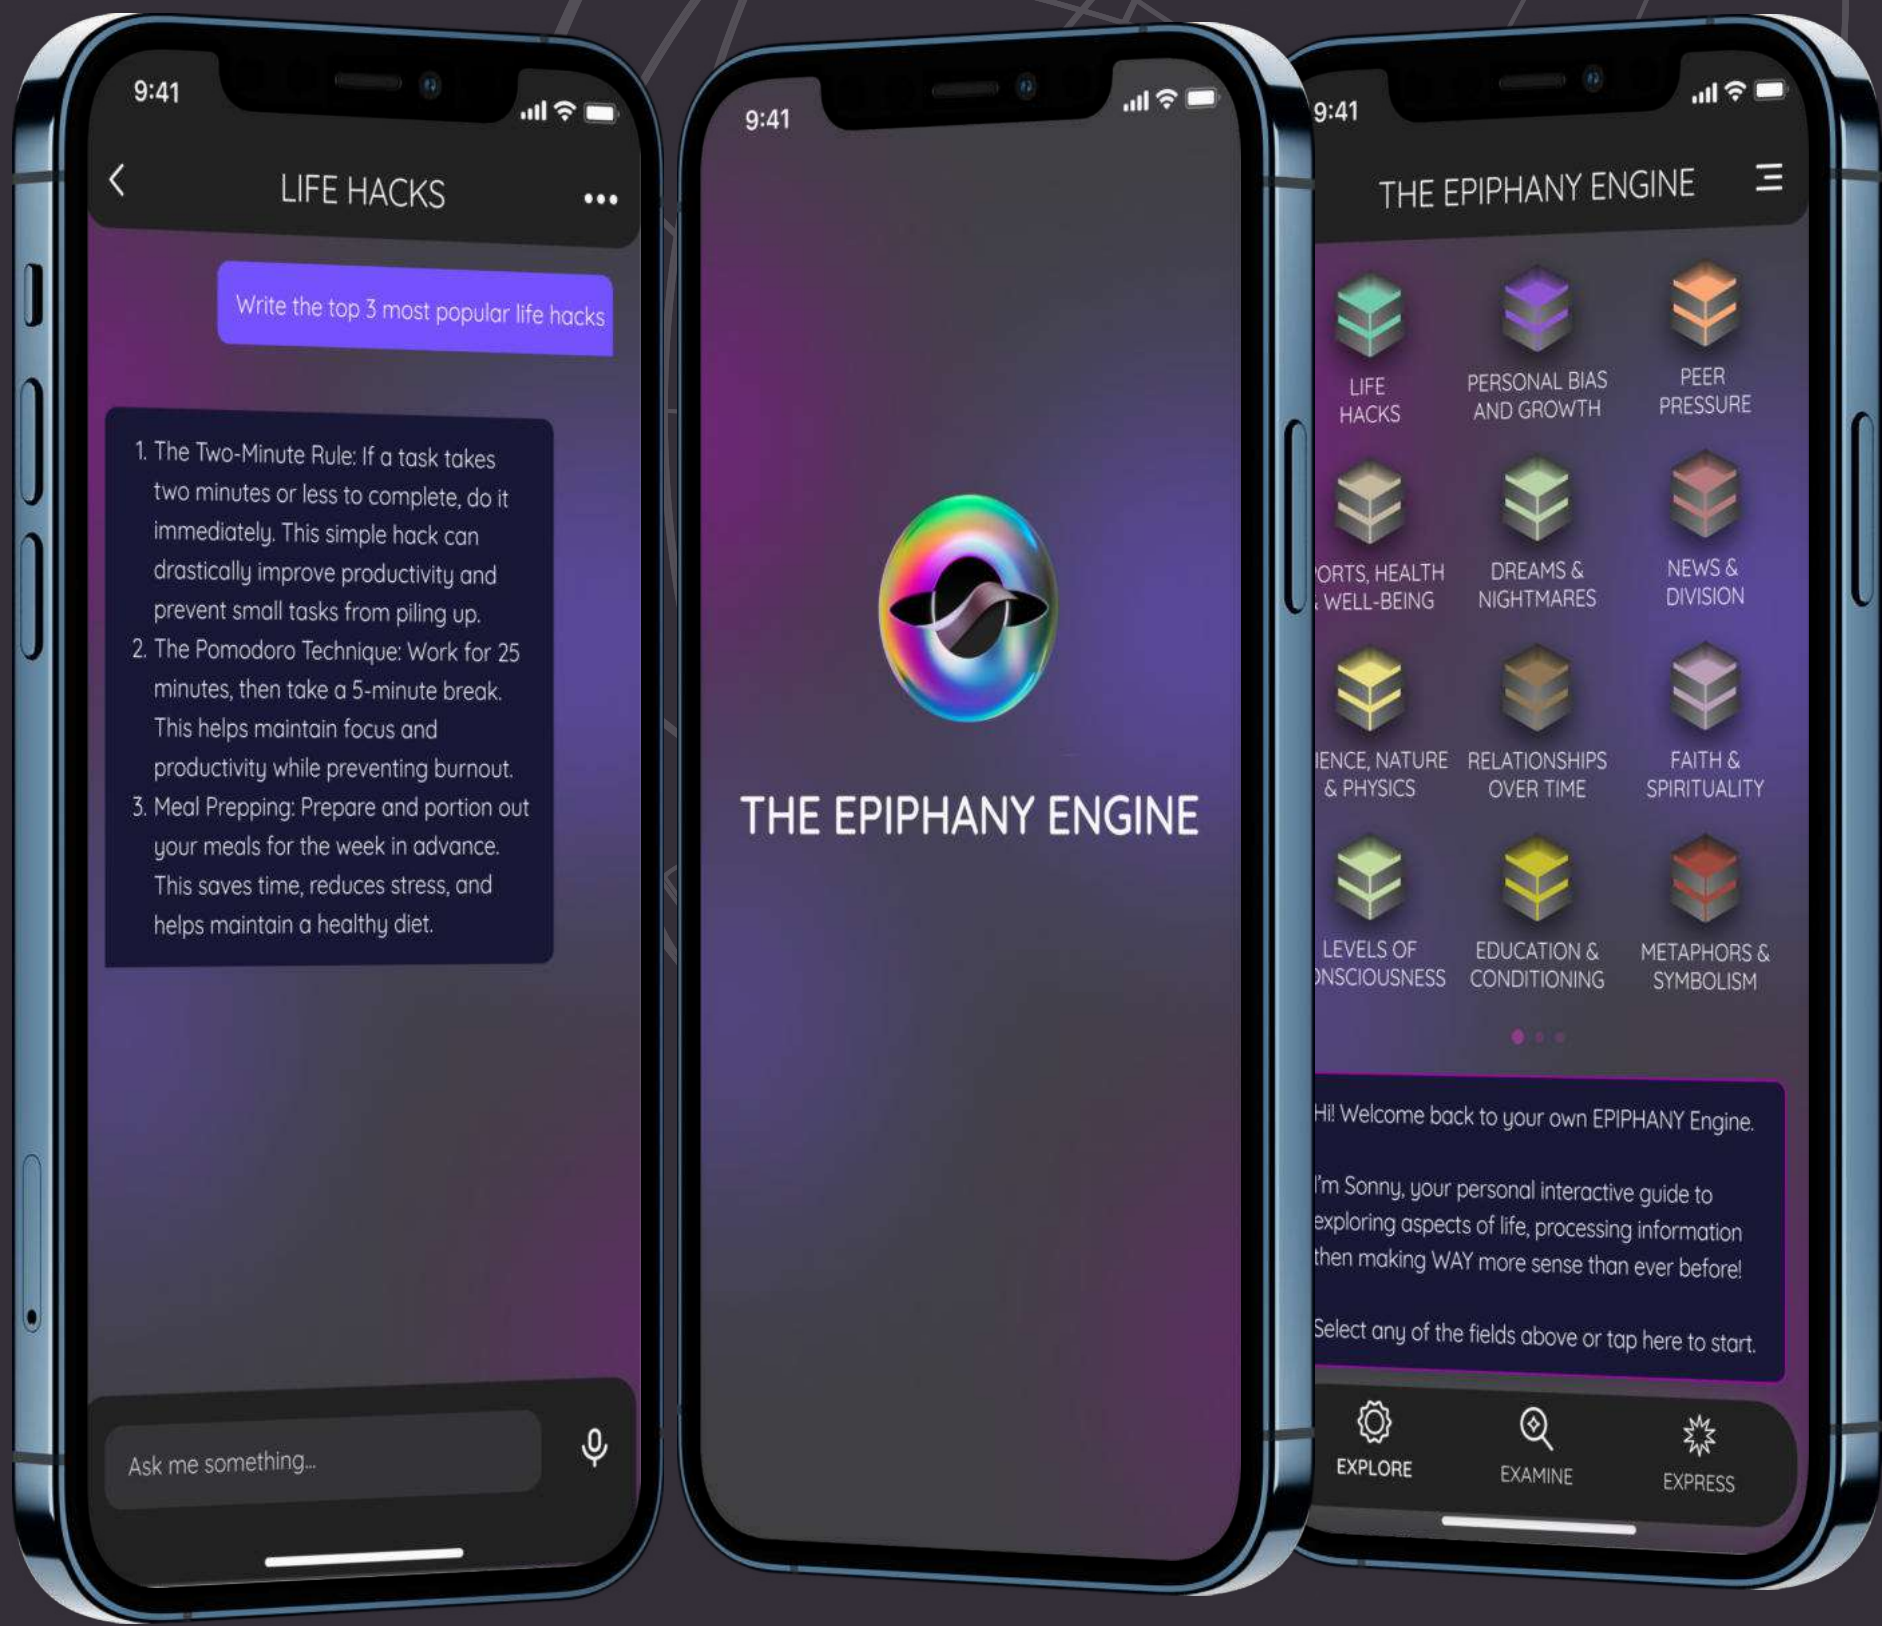 9:41
LIFE HACKS
Write the top 3 most popular life hacks
1. The Two-Minute Rule: If a task takes
two minutes or less to complete, do it
immediately. This simple hack can
drastically improve productivity and
prevent small tasks from piling up.
2. The Pomodoro Technique: Work for 25
minutes, then take a 5-minute break.
This helps maintain focus and
productivity while preventing burnout.
3. Meal Prepping: Prepare and portion out
your meals for the week in advance.
This saves time, reduces stress, and
helps maintain a healthy diet.
Ask me something...
9:41
THE EPIPHANY ENGINE
9:41
THE EPIPHANY ENGINE
LIFE
HACKS
PERSONAL BIAS
AND GROWTH
PEER
PRESSURE
ORTS, HEALTH
& WELL-BEING
DREAMS &
NIGHTMARES
NEWS &
DIVISION
IENCE, NATURE
& PHYSICS
RELATIONSHIPS
OVER TIME
FAITH &
SPIRITUALITY
LEVELS OF
ONSCIOUSNESS
EDUCATION &
CONDITIONING
METAPHORS &
SYMBOLISM
Hi! Welcome back to your own EPIPHANY Engine.
I'm Sonny, your personal interactive guide to
exploring aspects of life, processing information
then making WAY more sense than ever before!
Select any of the fields above or tap here to start.
EXPLORE
EXAMINE
EXPRESS